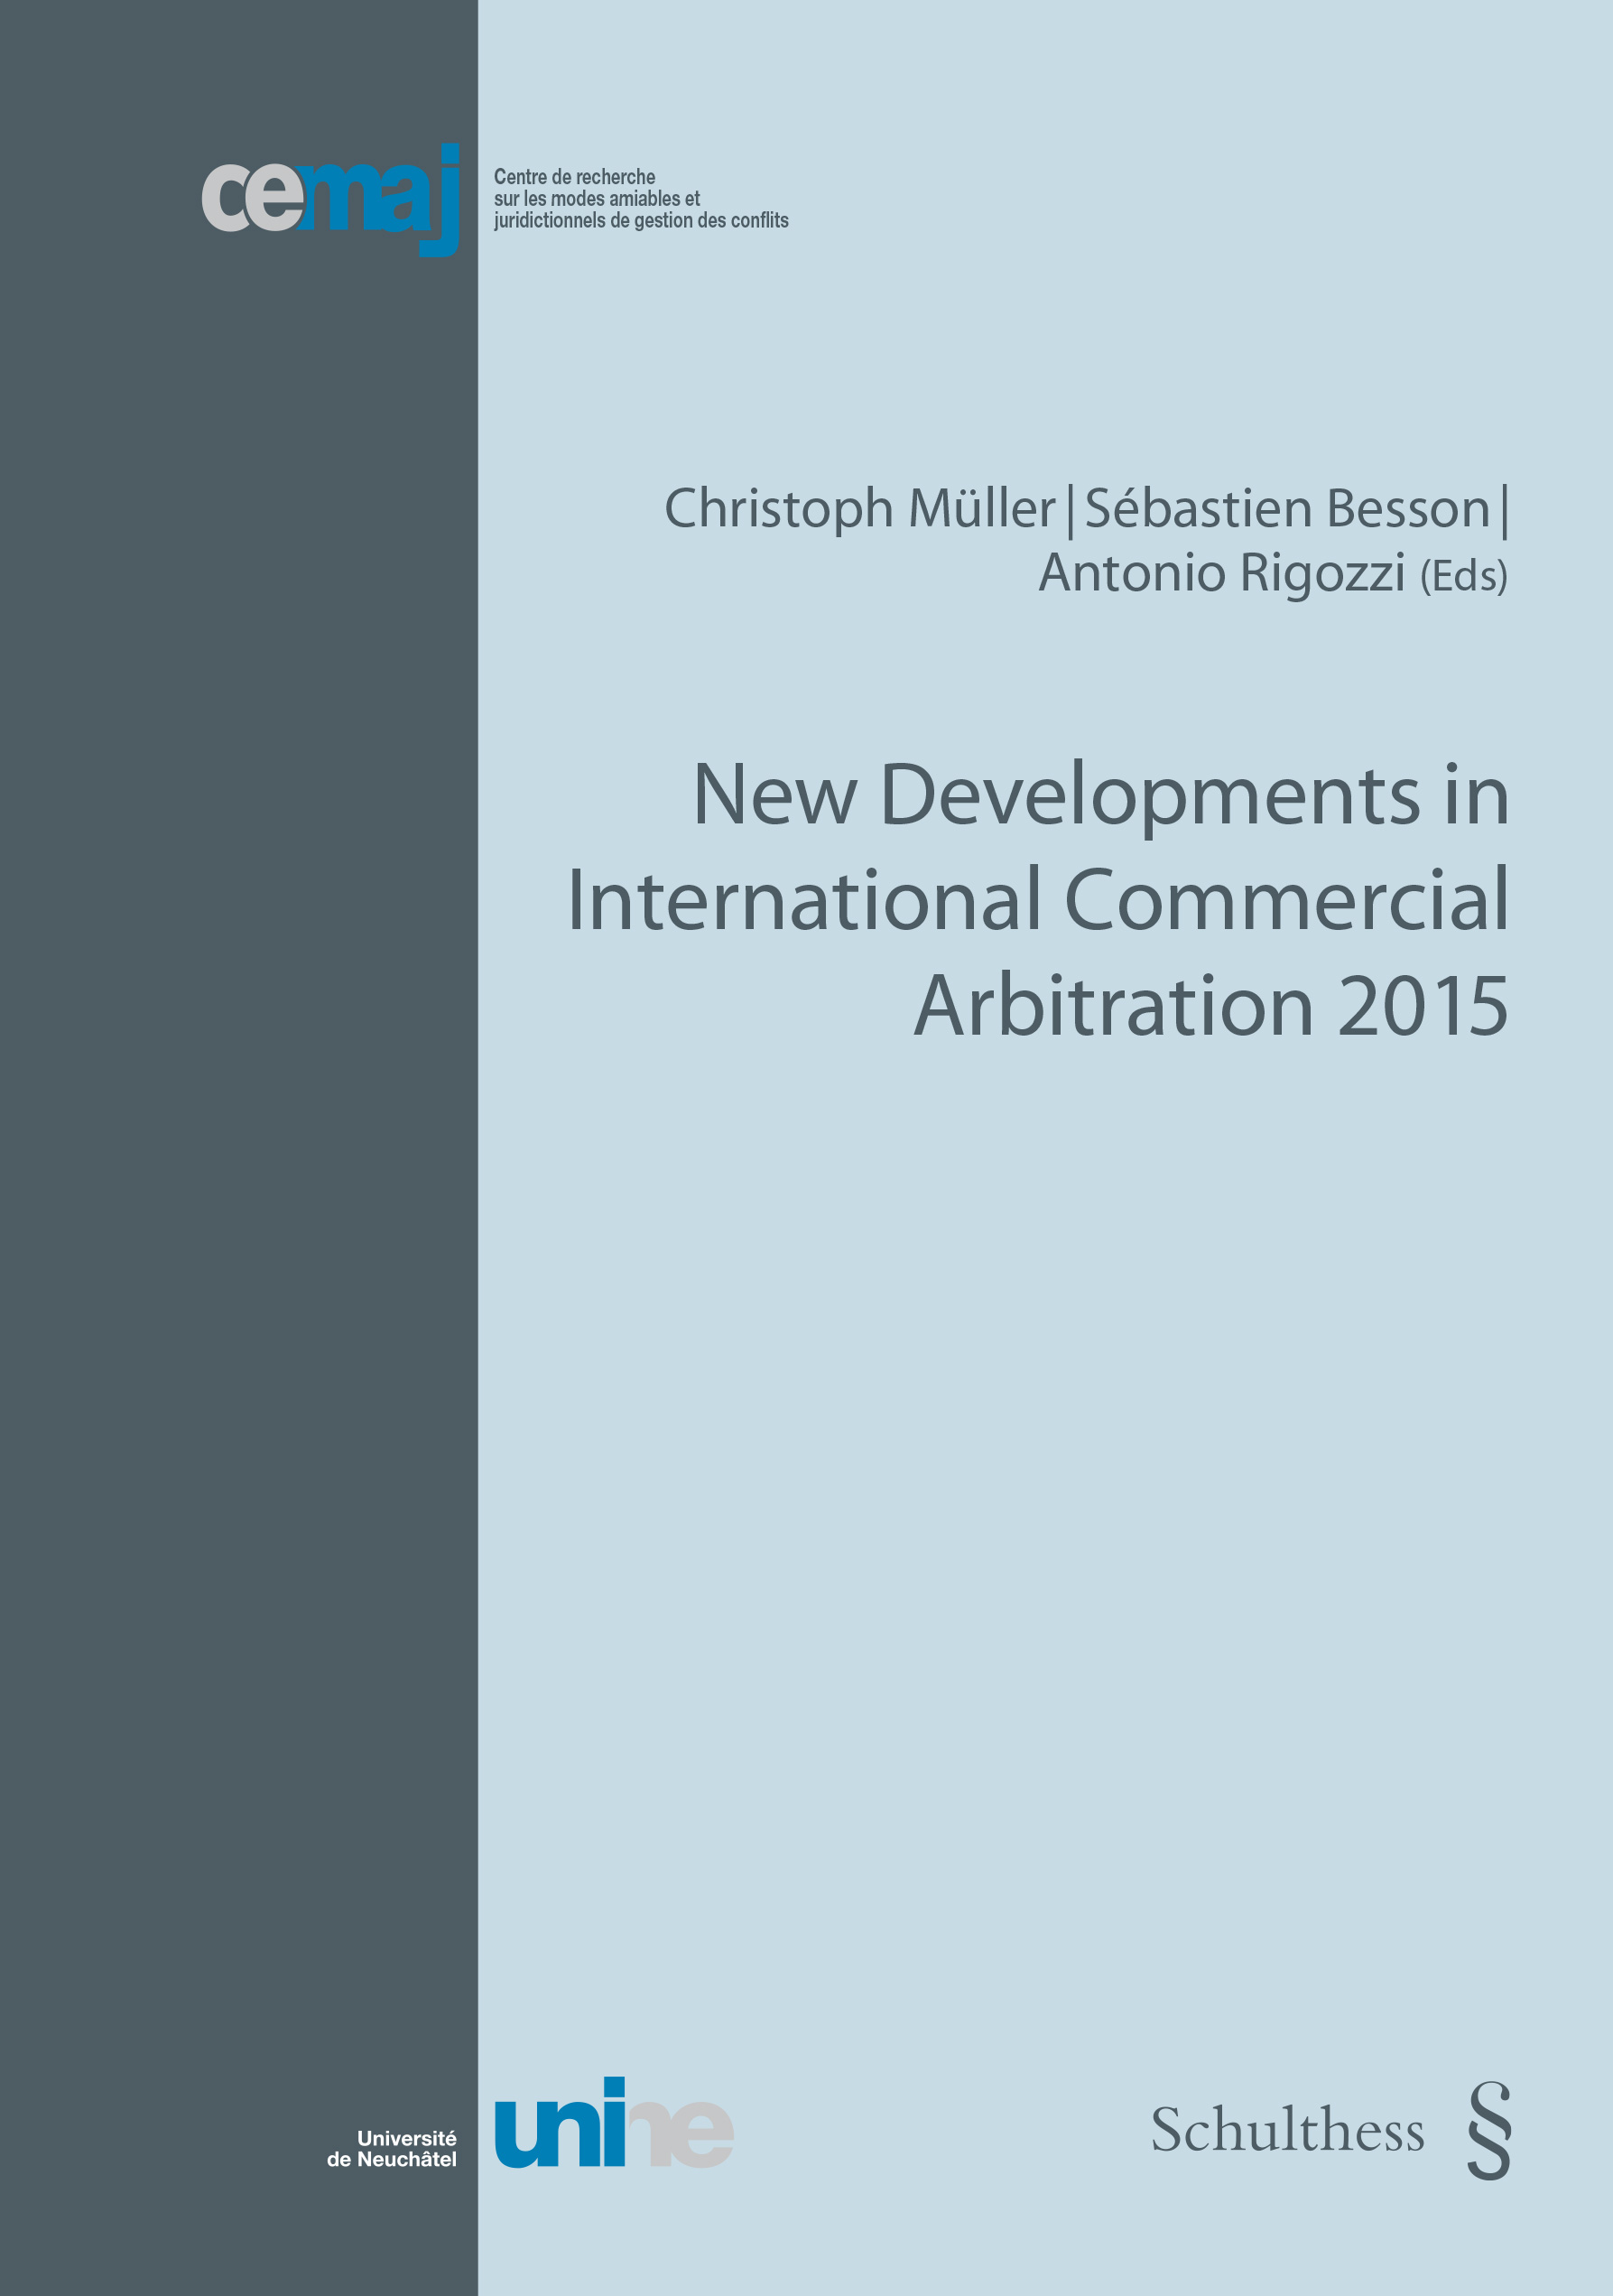 cemaj
Centre de recherche
sur les modes amiables et
juridictionnels de gestion des conflits
Christoph Müller | Sébastien Besson |
Antonio Rigozzi (Eds)
New Developments in
International Commercial
Arbitration 2015
Université
de Neuchâtel
unine
Schulthess §